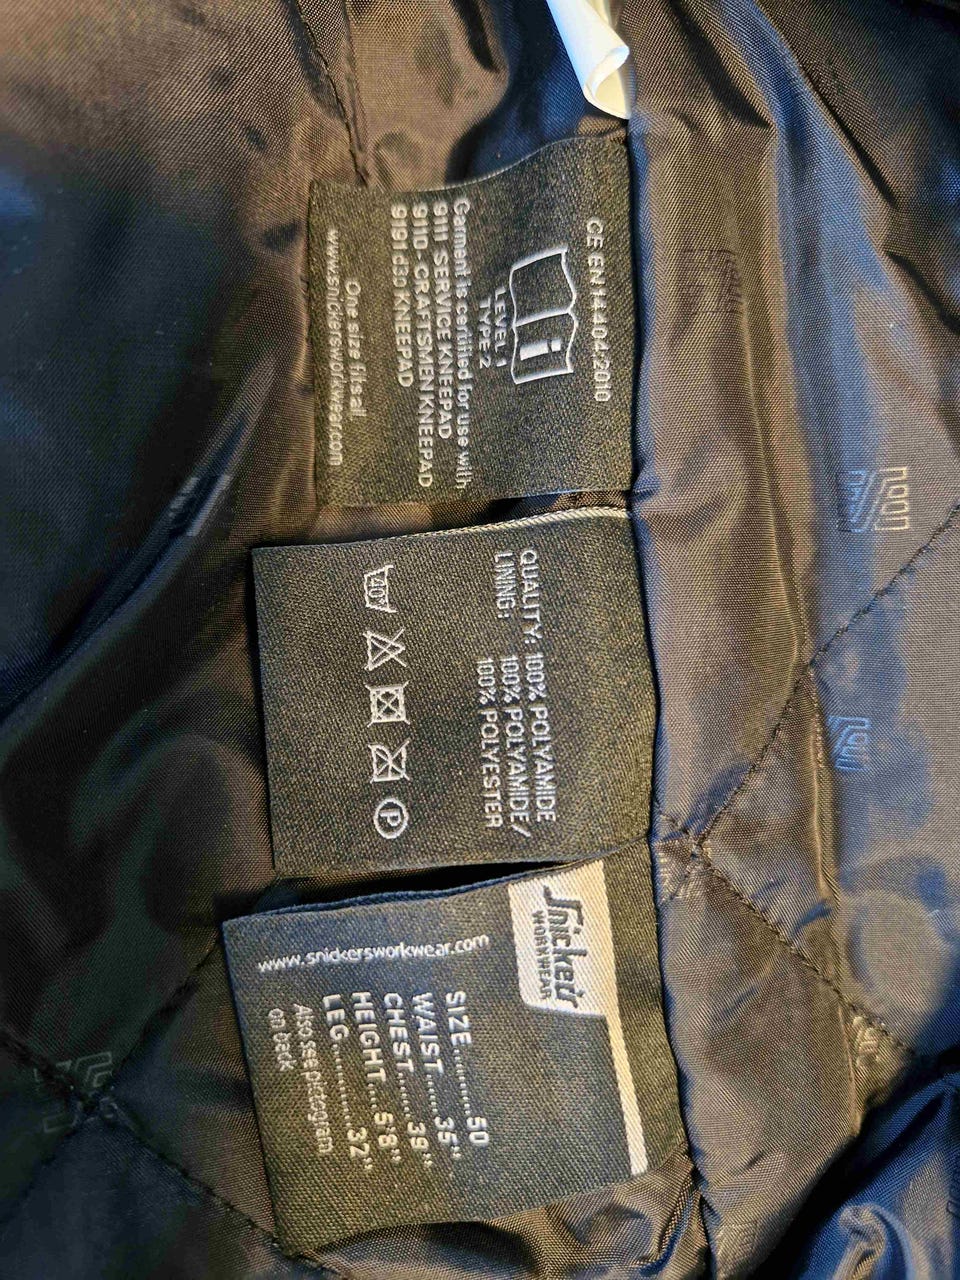 CE EN 14404:2010
i
LEVEL 1
TYPE 2
Garment is certified for use with
9111 SERVICE KNEEPAD
9110 CRAFTSMEN KNEEPAD
9191 d3o KNEEPAD
One size fits all
www.snickersworkwear.com
QUALITY: 100% POLYAMIDE
LINING: 100% POLYAMIDE/
100% POLYESTER
40
P
Snickers
WORKWEAR
SIZE..........50
WAIST......35"
CHEST......39"
HEIGHT....5'8"
LEG...........32"
Also see pictogram
on back
www.snickersworkwear.com